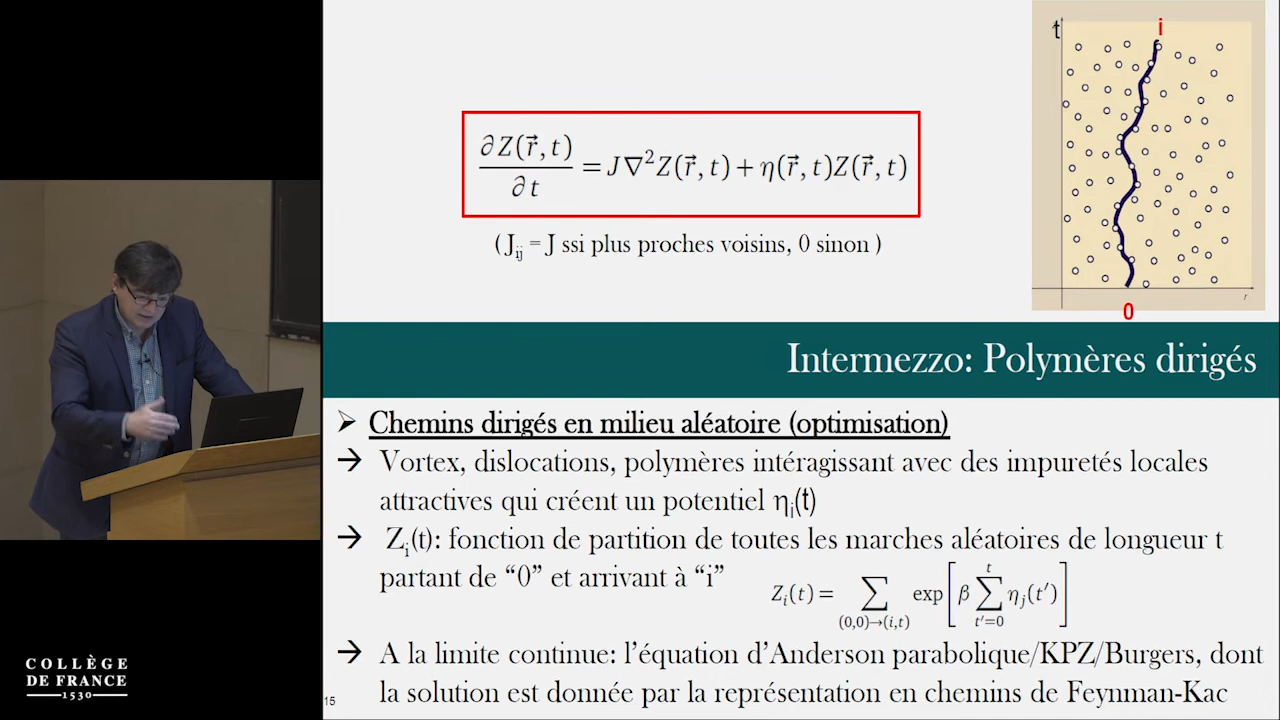 t
i
∂Z(r⃗,t)/∂t = J∇²Z(r⃗,t) + η(r⃗,t)Z(r⃗,t)
( Jij = J ssi plus proches voisins, 0 sinon )
r
0
Intermezzo: Polymères dirigés
➢ Chemins dirigés en milieu aléatoire (optimisation)
→ Vortex, dislocations, polymères intéragissant avec des impuretés locales
attractives qui créent un potentiel ηi(t)
→ Zi(t): fonction de partition de toutes les marches aléatoires de longueur t
partant de “0” et arrivant à “i”
Zi(t) = ∑(0,0)→(i,t) exp[β ∑t'=0^t ηj(t')]
→ A la limite continue: l’équation d’Anderson parabolique/KPZ/Burgers, dont
la solution est donnée par la représentation en chemins de Feynman-Kac
15
COLLÈGE
DE FRANCE
1530